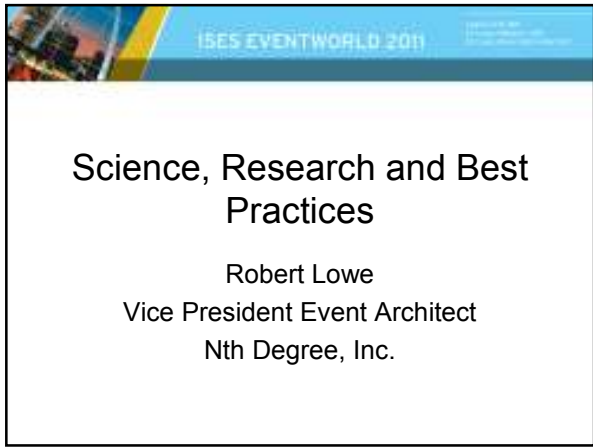 ISES EVENTWORLD 2011
Science, Research and Best
Practices
Robert Lowe
Vice President Event Architect
Nth Degree, Inc.